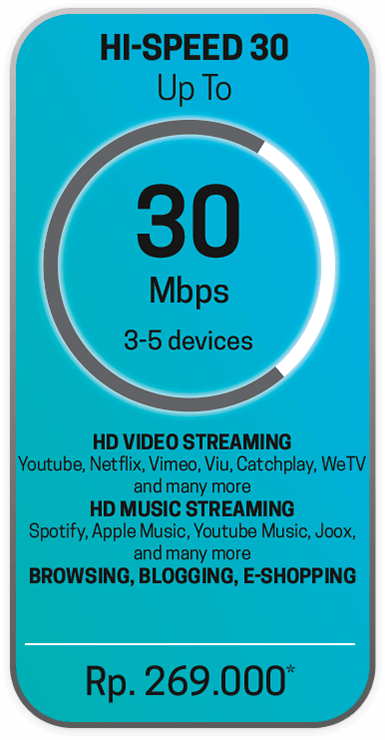 HI-SPEED 30
Up To
30
Mbps
3-5 devices
HD VIDEO STREAMING
Youtube, Netflix, Vimeo, Viu, Catchplay, WeTV
and many more
HD MUSIC STREAMING
Spotify, Apple Music, Youtube Music, Joox,
and many more
BROWSING, BLOGGING, E-SHOPPING
Rp. 269.000*